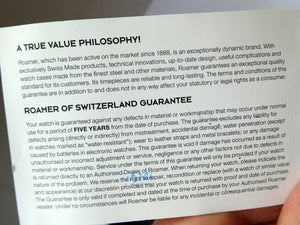 A TRUE VALUE PHILOSOPHY!
Roamer, which has been active on the market since 1888, is an exceptionally dynamic brand. With
exclusively Swiss Made products, technical innovations, up-to-date design, useful complications and
watch cases made from the finest steel and other materials, Roamer guarantees an exceptional quality
standard for its customers. Its timepieces are reliable and long-lasting. The terms and conditions of this
guarantee are in addition to and does not in any way affect your statutory or legal rights as a consumer.
ROAMER OF SWITZERLAND GUARANTEE
Your watch is guaranteed against any defects in material or workmanship that may occur under normal
use for a period of FIVE YEARS from the date of purchase. The guarantee excludes any liability for
defects arising (directly or indirectly) from mistreatment, accidental damage, water penetration (except
in watches marked as "water-resistant"); wear to leather straps and metal bracelets; or any damage
caused by batteries in electronic watches. This guarantee is void if damage has occurred as a result of
unauthorised or incorrect adjustment or service, negligence or any other factors not due to defects in
material or workmanship. Service under the terms of this guarantee will only be provided if your watch
is returned directly to an Authorised Dealer of Roamer. When returning your watch, please indicate the
nature of the problem. We reserve the right to repair, recondition or replace (with a watch of similar value
and appearance) at our discretion provided that your watch is returned with proof and date of purchase.
The Guarantee is only valid if completed and dated at the time of purchase by your Authorised Roamer
retailer. Under no circumstances will Roamer be liable for any incidental or consequential damages.